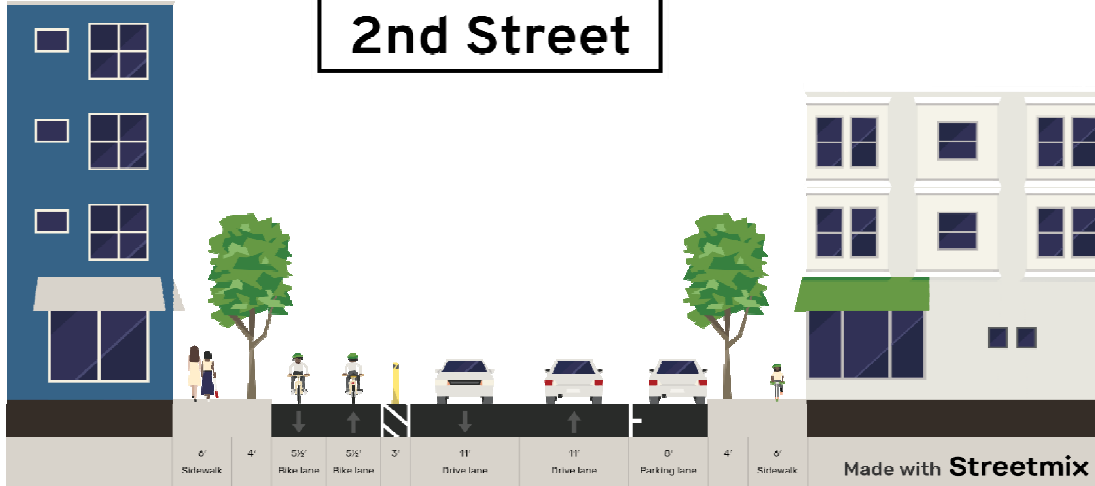 2nd Street
6' 4' 5½' 5½' 3' 11' 11' 8' 4' 6'
Sidewalk Bike lane Bike lane Drive lane Drive lane Parking lane Sidewalk
Made with Streetmix